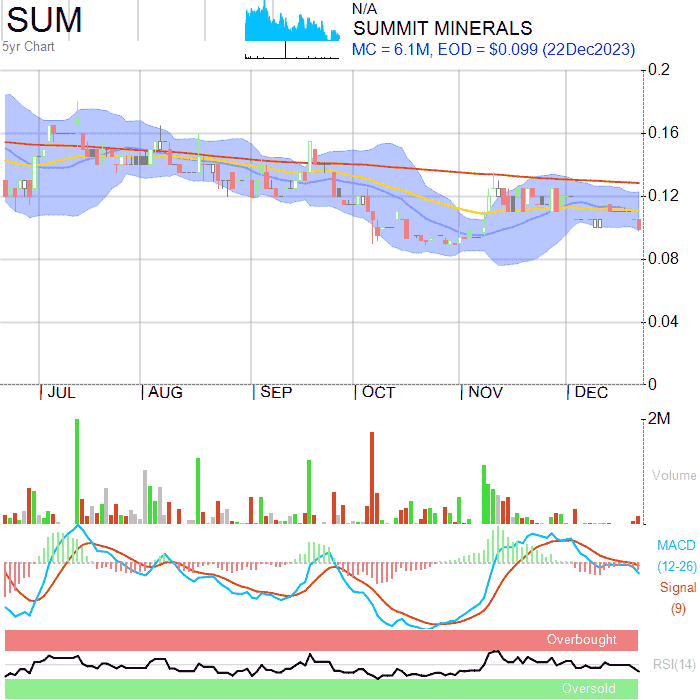 SUM
5yr Chart
N/A
SUMMIT MINERALS
MC = 6.1M, EOD = $0.099 (22Dec2023)
0.2
0.16
0.12
0.08
0.04
0
JUL AUG SEP OCT NOV DEC
2M
Volume
MACD
(12-26)
Signal
(9)
Overbought
RSI(14)
Oversold